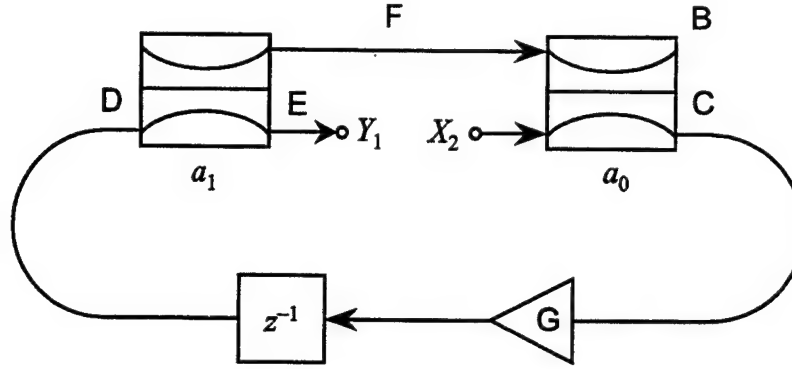 F B
D E C
Y₁ X₂
a₁ a₀
z⁻¹ G